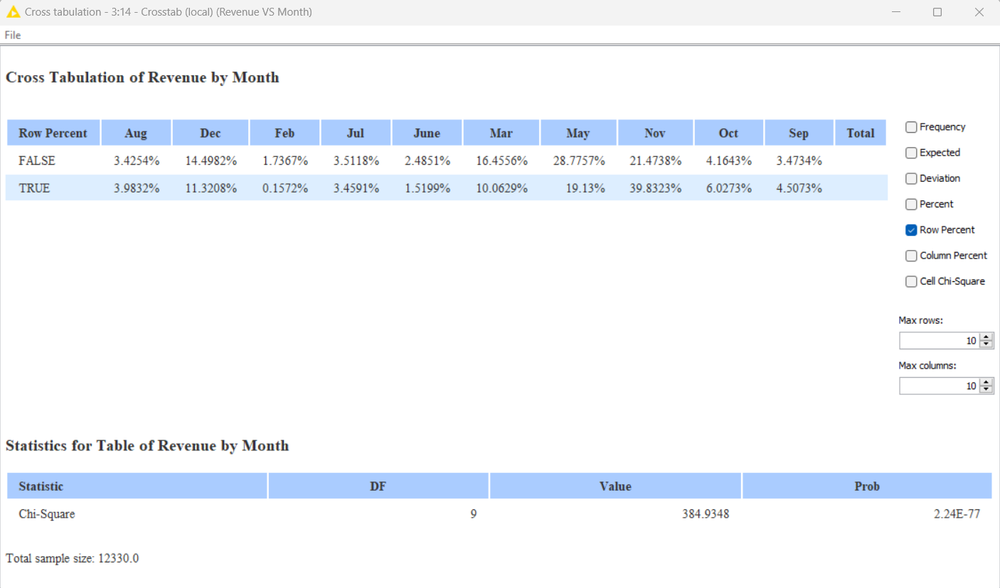 Cross tabulation - 3:14 - Crosstab (local) (Revenue VS Month)
File
Cross Tabulation of Revenue by Month
Row Percent Aug Dec Feb Jul June Mar May Nov Oct Sep Total
FALSE 3.4254% 14.4982% 1.7367% 3.5118% 2.4851% 16.4556% 28.7757% 21.4738% 4.1643% 3.4734%
TRUE 3.9832% 11.3208% 0.1572% 3.4591% 1.5199% 10.0629% 19.13% 39.8323% 6.0273% 4.5073%
Frequency
Expected
Deviation
Percent
Row Percent
Column Percent
Cell Chi-Square
Max rows:
10
Max columns:
10
Statistics for Table of Revenue by Month
Statistic DF Value Prob
Chi-Square 9 384.9348 2.24E-77
Total sample size: 12330.0